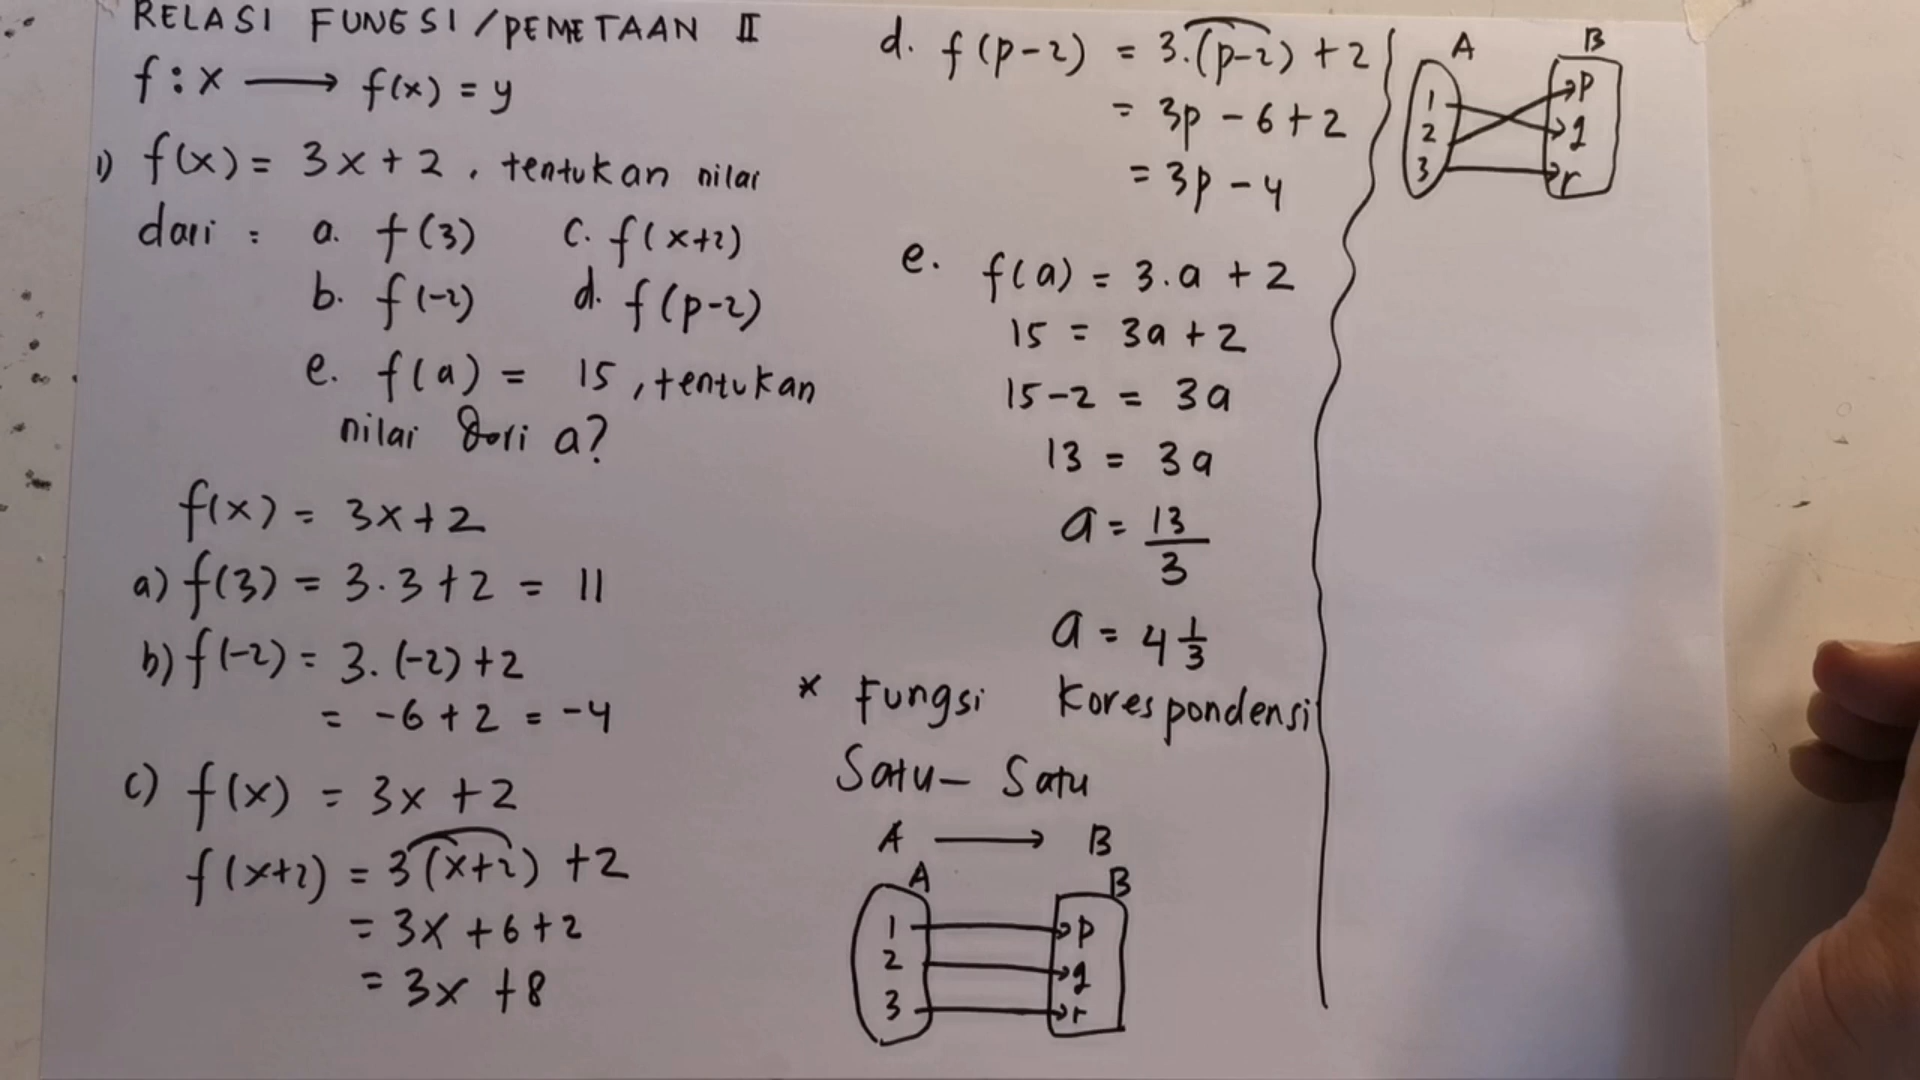 RELASI FUNGSI/PEMETAAN II
f : x ⟶ f(x) = y
1) f(x) = 3x + 2, tentukan nilai
dari : a. f(3) c. f(x+2)
b. f(-2) d. f(p-2)
e. f(a) = 15, tentukan
nilai dari a?
f(x) = 3x + 2
a) f(3) = 3.3 + 2 = 11
b) f(-2) = 3.(-2) + 2
= -6 + 2 = -4
c) f(x) = 3x + 2
f(x+2) = 3(x+2) + 2
= 3x + 6 + 2
= 3x + 8
d. f(p-2) = 3.(p-2) + 2
= 3p - 6 + 2
= 3p - 4
e. f(a) = 3.a + 2
15 = 3a + 2
15-2 = 3a
13 = 3a
a = 13/3
a = 4 1/3
* Fungsi Korespondensi
Satu - Satu
A ⟶ B
A B
1 p
2 q
3 r
A B
1 p
2 q
3 r